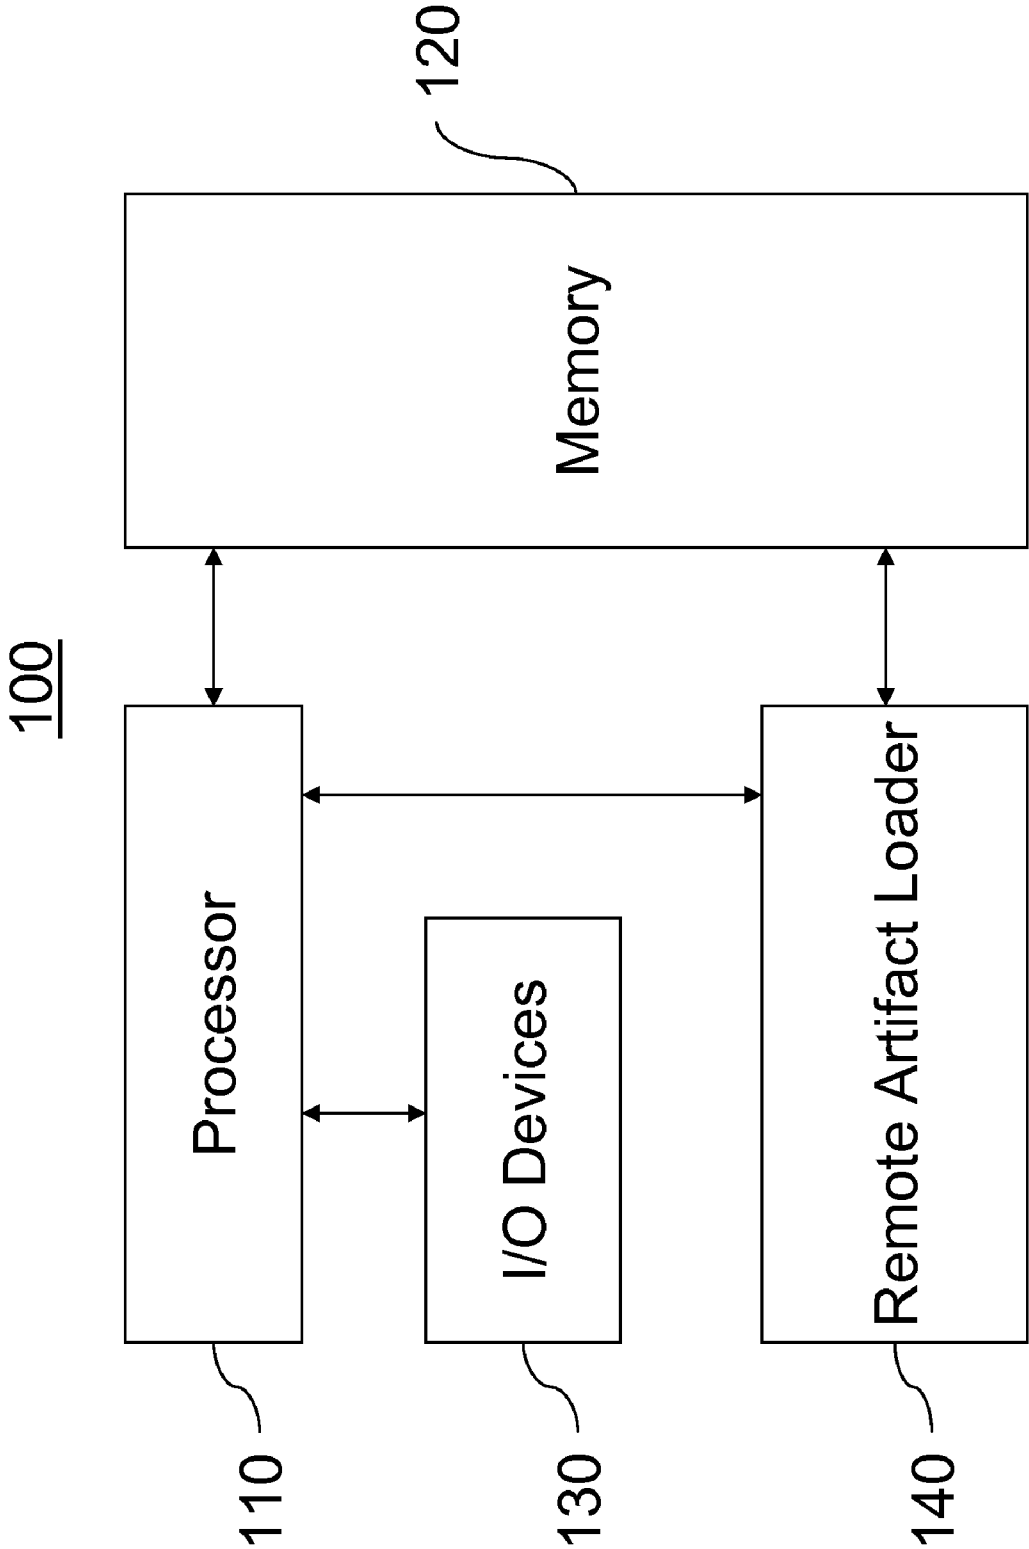 100
110
Processor
130
I/O Devices
140
Remote Artifact Loader
Memory
120